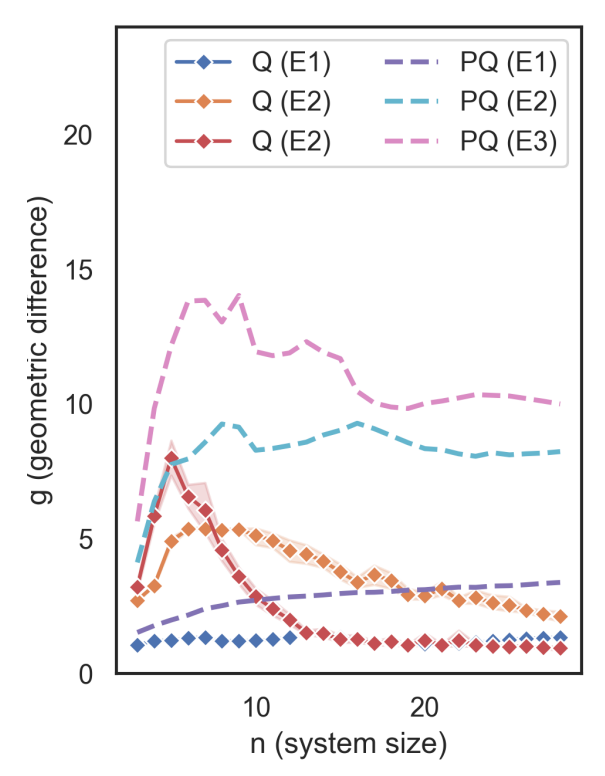 Q (E1) PQ (E1)
Q (E2) PQ (E2)
Q (E2) PQ (E3)
g (geometric difference)
20
15
10
5
0
10 20
n (system size)